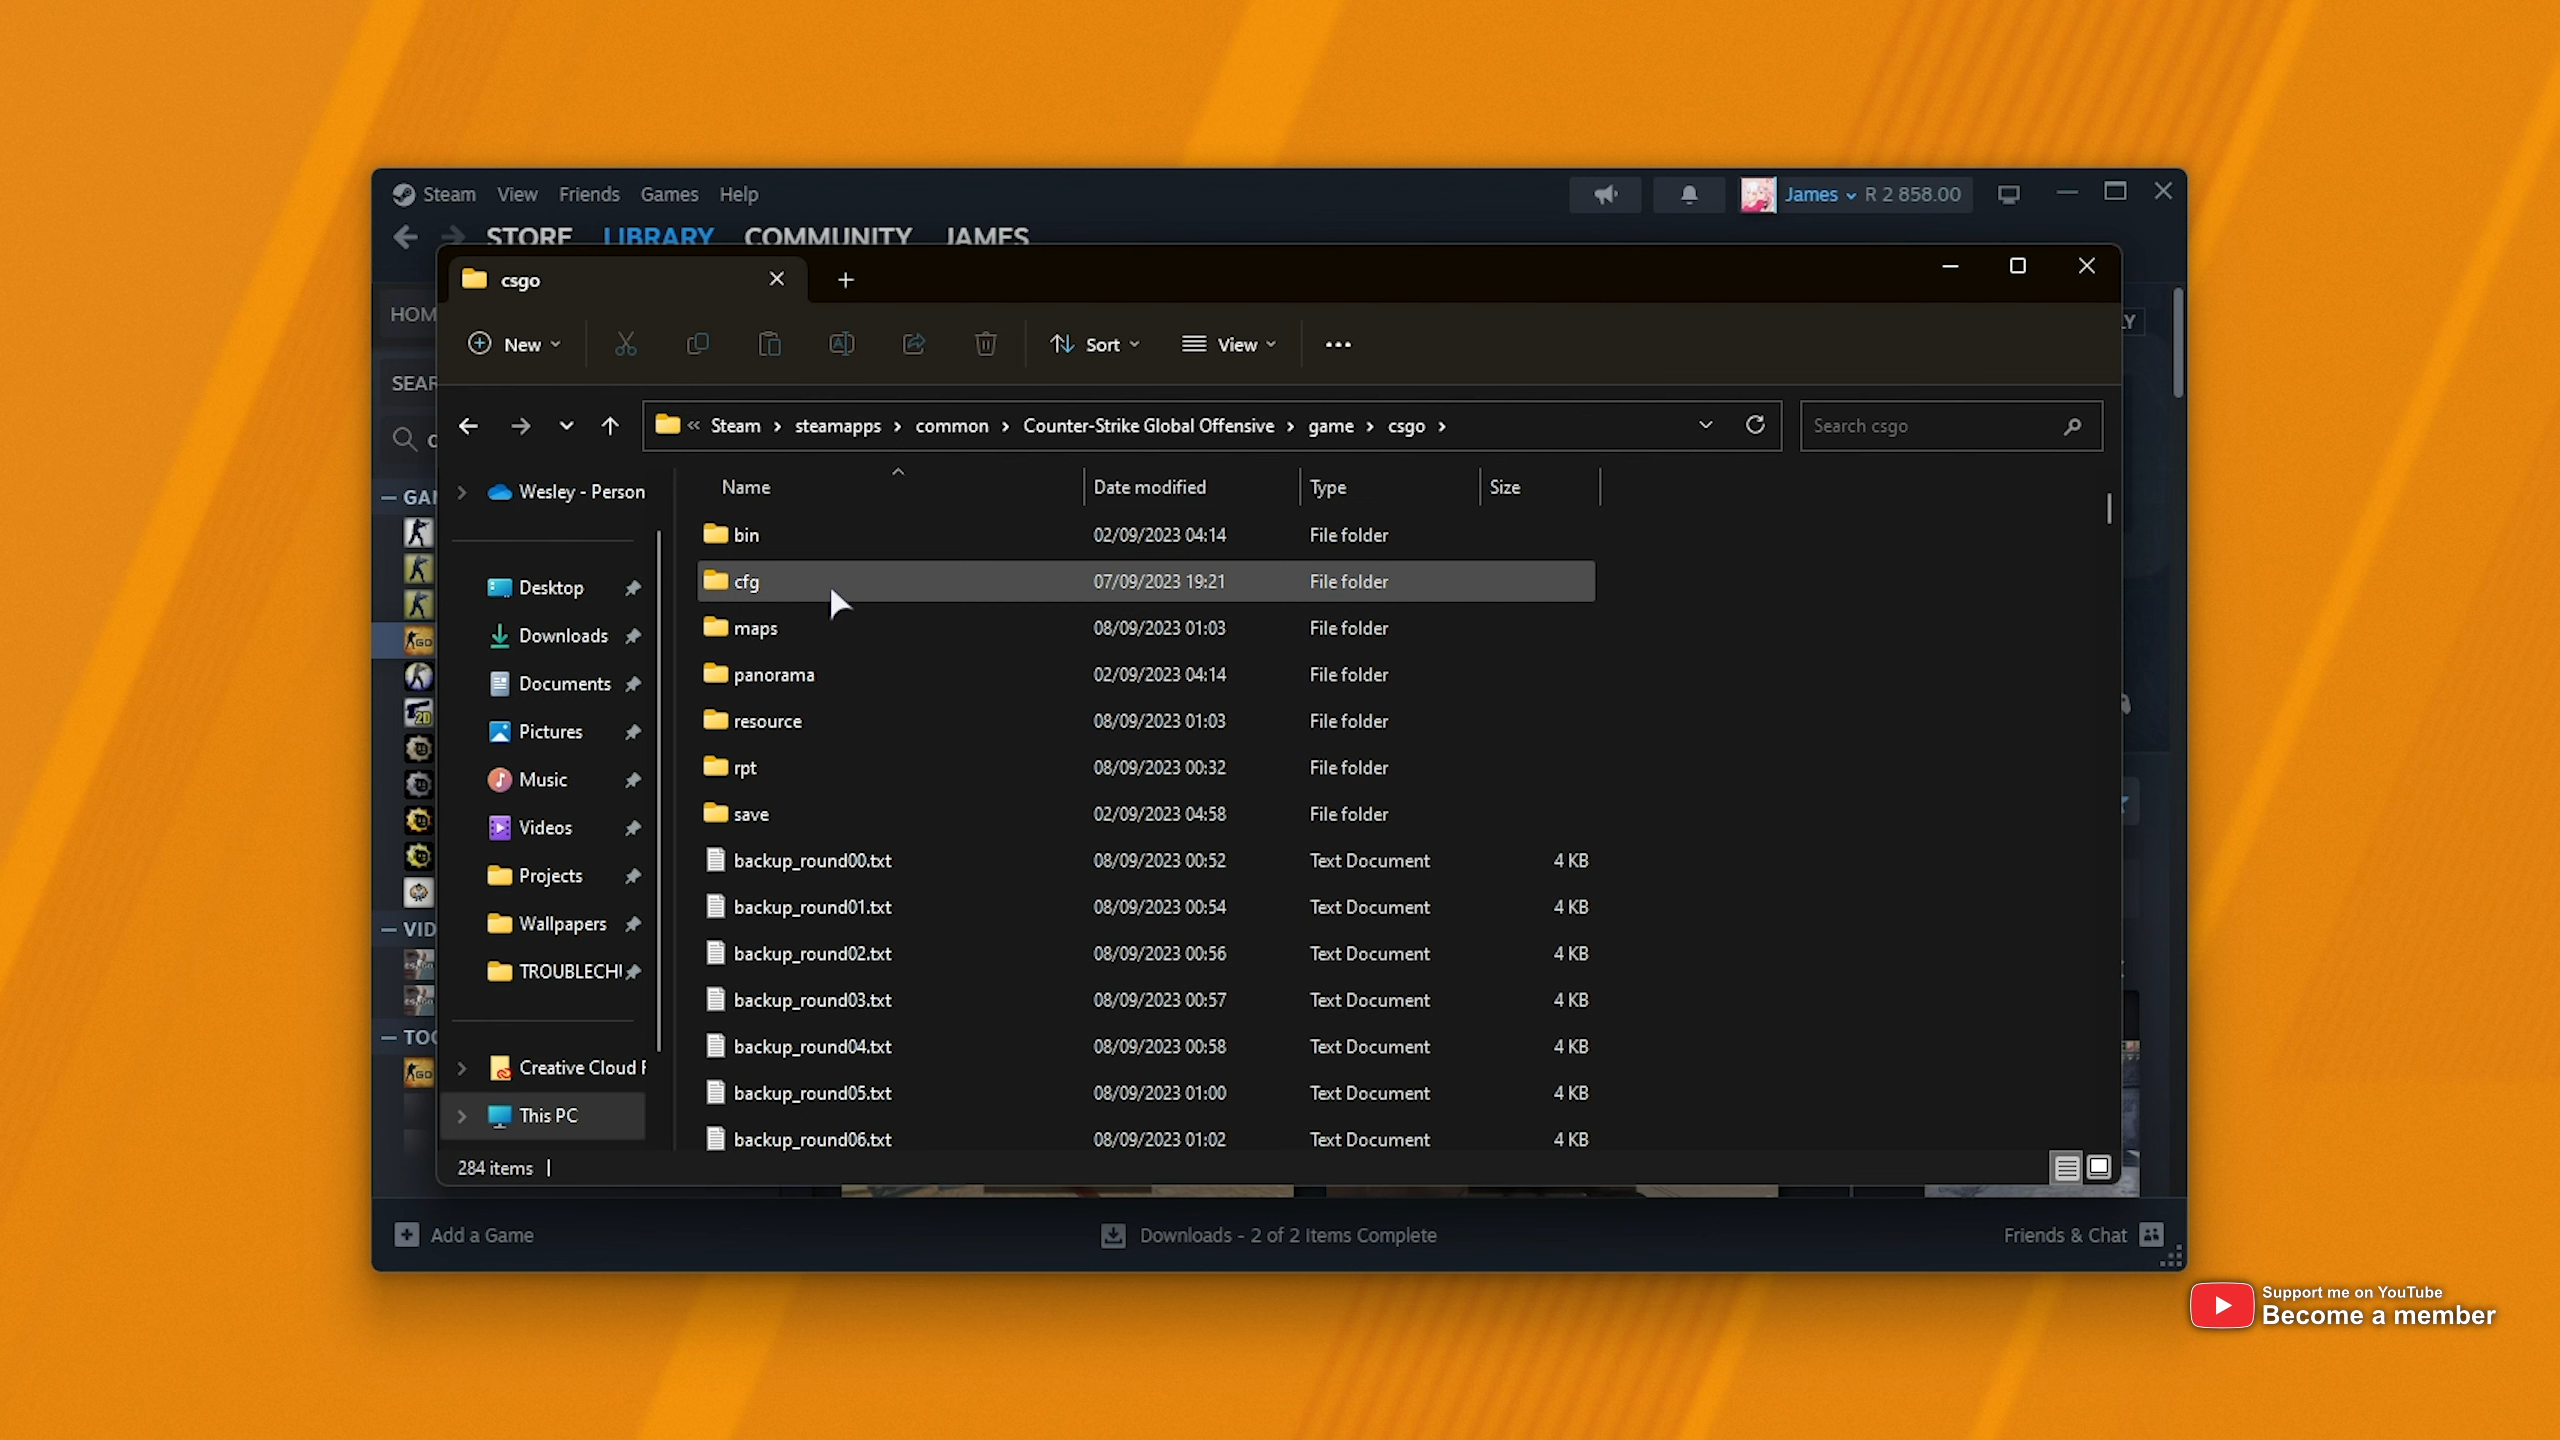 Steam View Friends Games Help
James R 2 858.00
STORE LIBRARY COMMUNITY JAMES
csgo
HOM
New Sort View
SEAR
« Steam > steamapps > common > Counter-Strike Global Offensive > game > csgo >
Search csgo
Name Date modified Type Size
Wesley - Person
GAM
bin 02/09/2023 04:14 File folder
cfg 07/09/2023 19:21 File folder
maps 08/09/2023 01:03 File folder
panorama 02/09/2023 04:14 File folder
resource 08/09/2023 01:03 File folder
rpt 08/09/2023 00:32 File folder
save 02/09/2023 04:58 File folder
backup_round00.txt 08/09/2023 00:52 Text Document 4 KB
backup_round01.txt 08/09/2023 00:54 Text Document 4 KB
backup_round02.txt 08/09/2023 00:56 Text Document 4 KB
backup_round03.txt 08/09/2023 00:57 Text Document 4 KB
backup_round04.txt 08/09/2023 00:58 Text Document 4 KB
backup_round05.txt 08/09/2023 01:00 Text Document 4 KB
backup_round06.txt 08/09/2023 01:02 Text Document 4 KB
Desktop
Downloads
Documents
Pictures
Music
Videos
Projects
Wallpapers
VID
TROUBLECH
TOO
Creative Cloud F
This PC
284 items
Add a Game
Downloads - 2 of 2 Items Complete
Friends & Chat
Support me on YouTube
Become a member